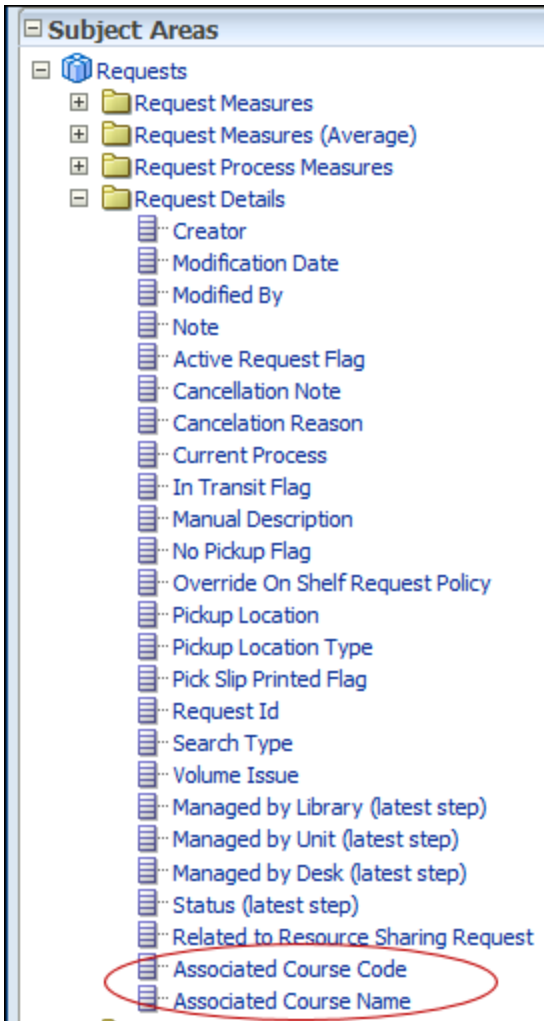 Subject Areas
Requests
Request Measures
Request Measures (Average)
Request Process Measures
Request Details
Creator
Modification Date
Modified By
Note
Active Request Flag
Cancellation Note
Cancelation Reason
Current Process
In Transit Flag
Manual Description
No Pickup Flag
Override On Shelf Request Policy
Pickup Location
Pickup Location Type
Pick Slip Printed Flag
Request Id
Search Type
Volume Issue
Managed by Library (latest step)
Managed by Unit (latest step)
Managed by Desk (latest step)
Status (latest step)
Related to Resource Sharing Request
Associated Course Code
Associated Course Name